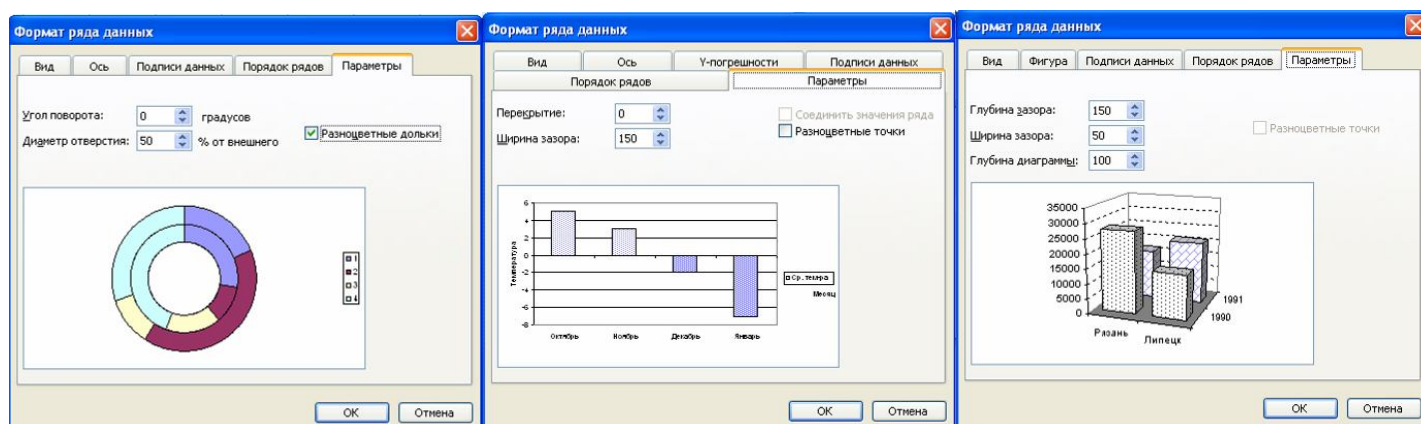 Формат ряда данных
Вид Ось Подписи данных Порядок рядов Параметры
Угол поворота: 0 градусов
Диаметр отверстия: 50 % от внешнего
Разноцветные дольки
1
2
3
4
ОК Отмена
Формат ряда данных
Вид Ось Y-погрешности Подписи данных
Порядок рядов Параметры
Перекрытие: 0
Соединить значения ряда
Ширина зазора: 150
Разноцветные точки
6
4
2
0
-2
-4
-6
-8
Температура
Октябрь Ноябрь Декабрь Январь
Ср. темп-ра
Месяц
ОК Отмена
Формат ряда данных
Вид Фигура Подписи данных Порядок рядов Параметры
Глубина зазора: 150
Ширина зазора: 50
Разноцветные точки
Глубина диаграммы: 100
35000
30000
25000
20000
15000
10000
5000
0
1991
1990
Рязань
Липецк
ОК Отмена